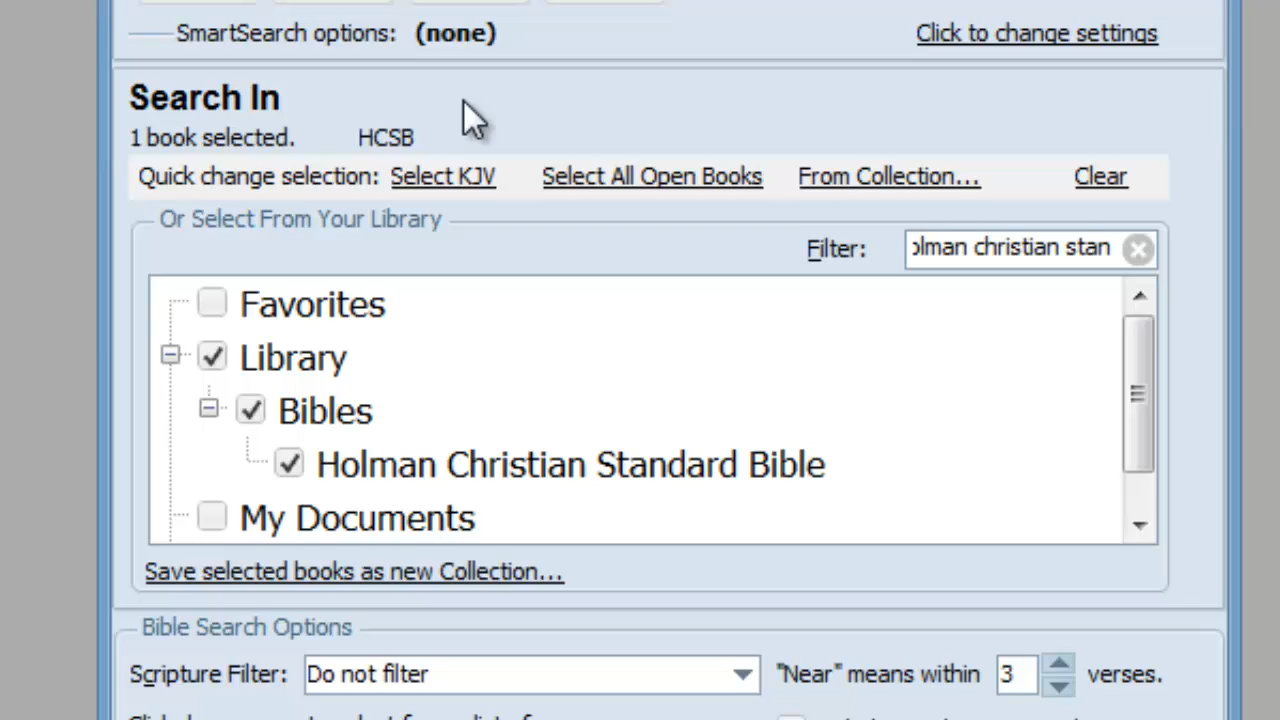 SmartSearch options: (none) Click to change settings
Search In
1 book selected. HCSB
Quick change selection: Select KJV Select All Open Books From Collection... Clear
Or Select From Your Library
Filter: olman christian stan
Favorites
Library
Bibles
Holman Christian Standard Bible
My Documents
Save selected books as new Collection...
Bible Search Options
Scripture Filter: Do not filter "Near" means within 3 verses.